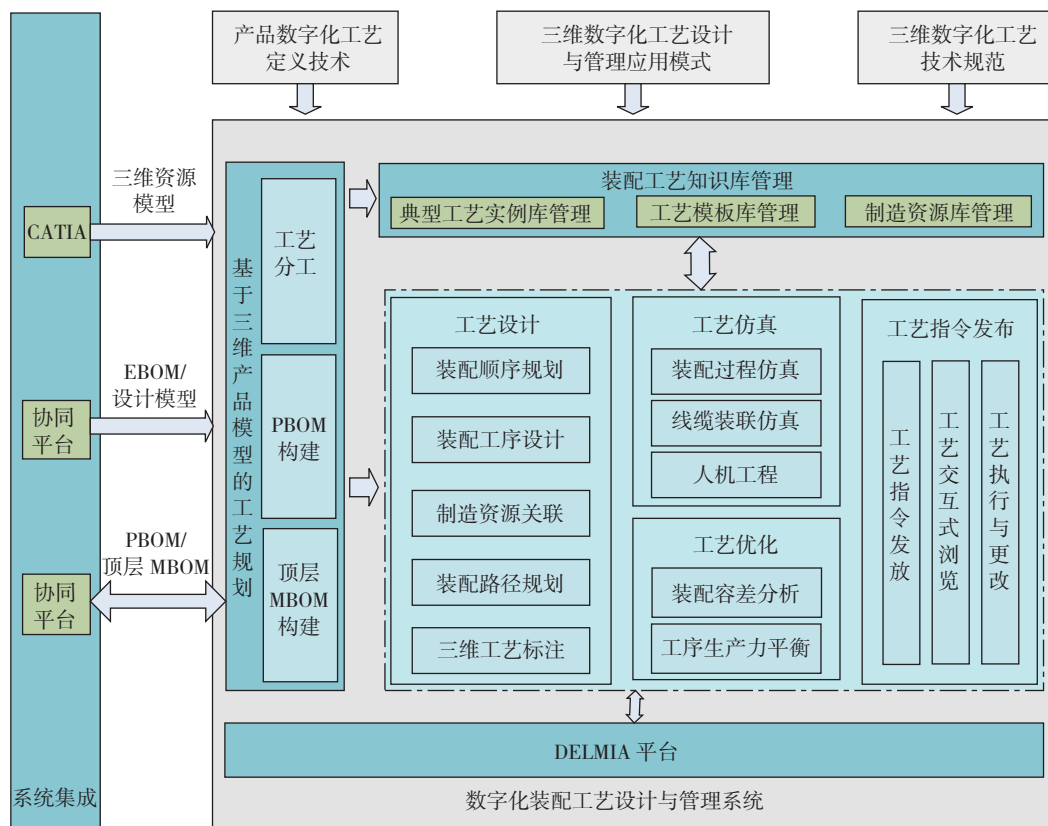 产品数字化工艺
定义技术
三维数字化工艺设计
与管理应用模式
三维数字化工艺
技术规范
三维资源
模型
CATIA
EBOM/
设计模型
协同
平台
PBOM/
顶层 MBOM
协同
平台
系统集成
基于三维产品模型的工艺规划
工艺
分工
PBOM
构建
顶层
MBOM
构建
装配工艺知识库管理
典型工艺实例库管理
工艺模板库管理
制造资源库管理
工艺设计
装配顺序规划
装配工序设计
制造资源关联
装配路径规划
三维工艺标注
工艺仿真
装配过程仿真
线缆装联仿真
人机工程
工艺优化
装配容差分析
工序生产力平衡
工艺指令发布
工艺指令发放
工艺交互式浏览
工艺执行与更改
DELMIA 平台
数字化装配工艺设计与管理系统